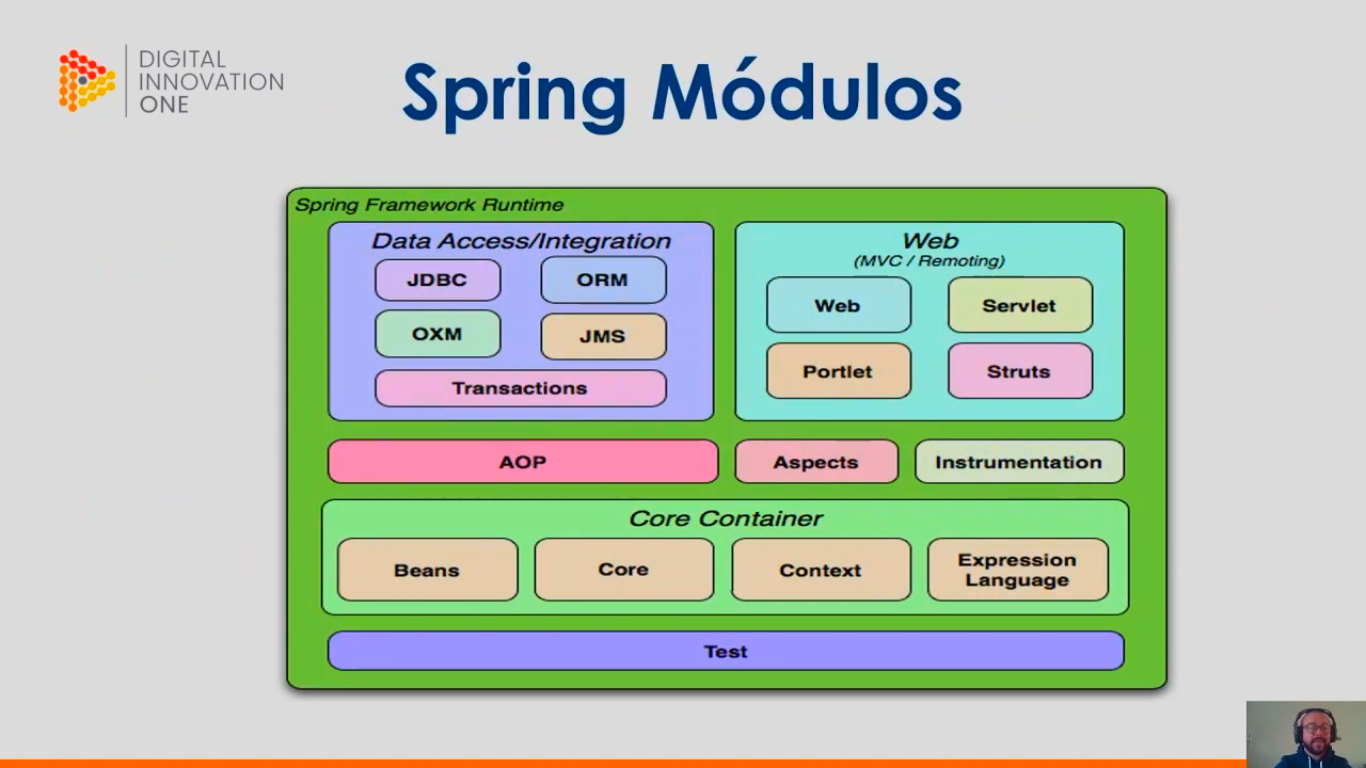 DIGITAL
INNOVATION
ONE
Spring Módulos
Spring Framework Runtime
Data Access/Integration
JDBC
ORM
OXM
JMS
Transactions
Web
(MVC / Remoting)
Web
Servlet
Portlet
Struts
AOP
Aspects
Instrumentation
Core Container
Beans
Core
Context
Expression
Language
Test